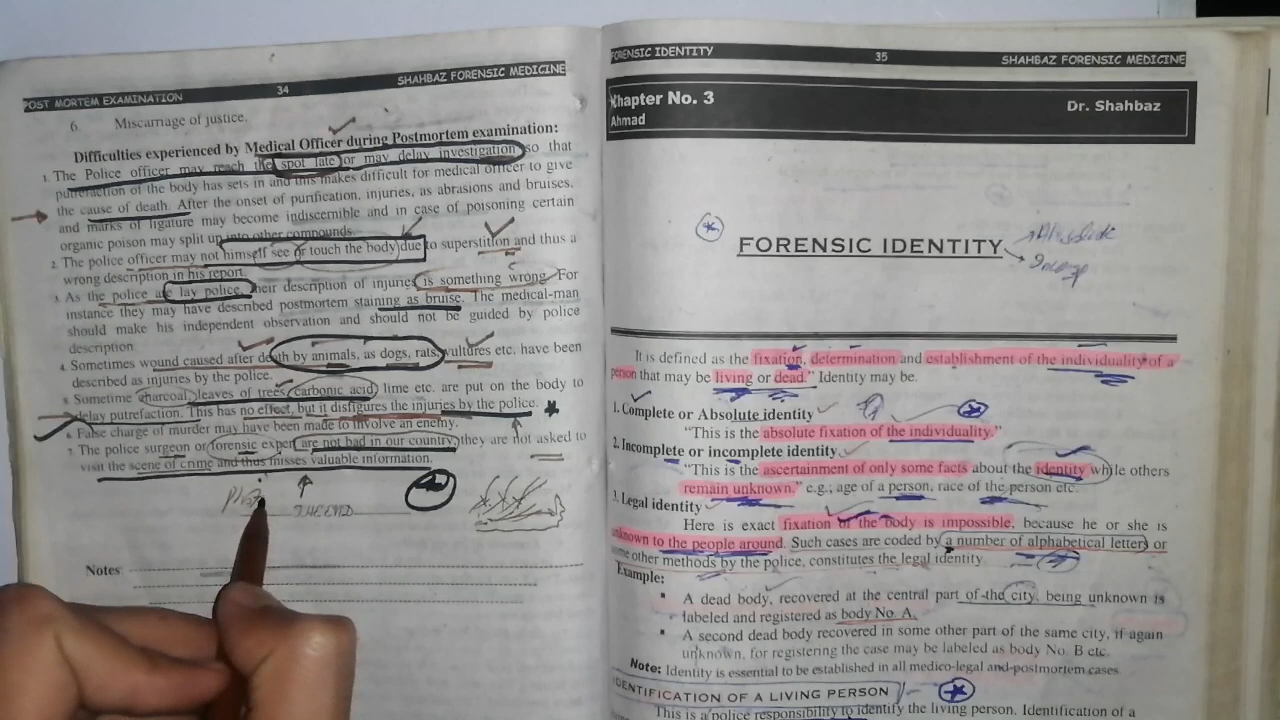 POST MORTEM EXAMINATION 34 SHAHBAZ FORENSIC MEDICINE
6. Miscarriage of justice.
Difficulties experienced by Medical Officer during Postmortem examination:
1. The Police officer may reach the spot late or may delay investigation so that
putrefaction of the body has sets in and this makes difficult for medical officer to give
the cause of death. After the onset of purification, injuries, as abrasions and bruises,
and marks of ligature may become indiscernible and in case of poisoning certain
organic poison may split up into other compounds.
2. The police officer may not himself see or touch the body due to superstition and thus a
wrong description in his report.
3. As the police are lay police, their description of injuries is something wrong. For
instance they may have described postmortem staining as bruise. The medical-man
should make his independent observation and should not be guided by police
description.
4. Sometimes wound caused after death by animals, as dogs, rats, vultures etc. have been
described as injuries by the police.
5. Sometime charcoal, leaves of trees, carbonic acid, lime etc. are put on the body to
delay putrefaction. This has no effect, but it disfigures the injuries by the police.
6. False charge of murder may have been made to involve an enemy.
7. The police surgeon or forensic expert are not bad in our country, they are not asked to
visit the scene of crime and thus misses valuable information.
THE END
Notes:
FORENSIC IDENTITY 35 SHAHBAZ FORENSIC MEDICINE
Chapter No. 3 Dr. Shahbaz
Ahmad
FORENSIC IDENTITY
It is defined as the fixation, determination and establishment of the individuality of a
person that may be living or dead." Identity may be.
1. Complete or Absolute identity
"This is the absolute fixation of the individuality."
2. Incomplete or incomplete identity
"This is the ascertainment of only some facts about the identity while others
remain unknown." e.g.; age of a person, race of the person etc.
3. Legal identity
Here is exact fixation of the body is impossible, because he or she is
unknown to the people around. Such cases are coded by a number of alphabetical letters or
some other methods by the police, constitutes the legal identity.
Example:
▪ A dead body, recovered at the central part of the city, being unknown is
labeled and registered as body No. A.
▪ A second dead body recovered in some other part of the same city, if again
unknown, for registering the case may be labeled as body No. B etc.
Note: Identity is essential to be established in all medico-legal and postmortem cases.
IDENTIFICATION OF A LIVING PERSON
This is a police responsibility to identify the living person. Identification of a